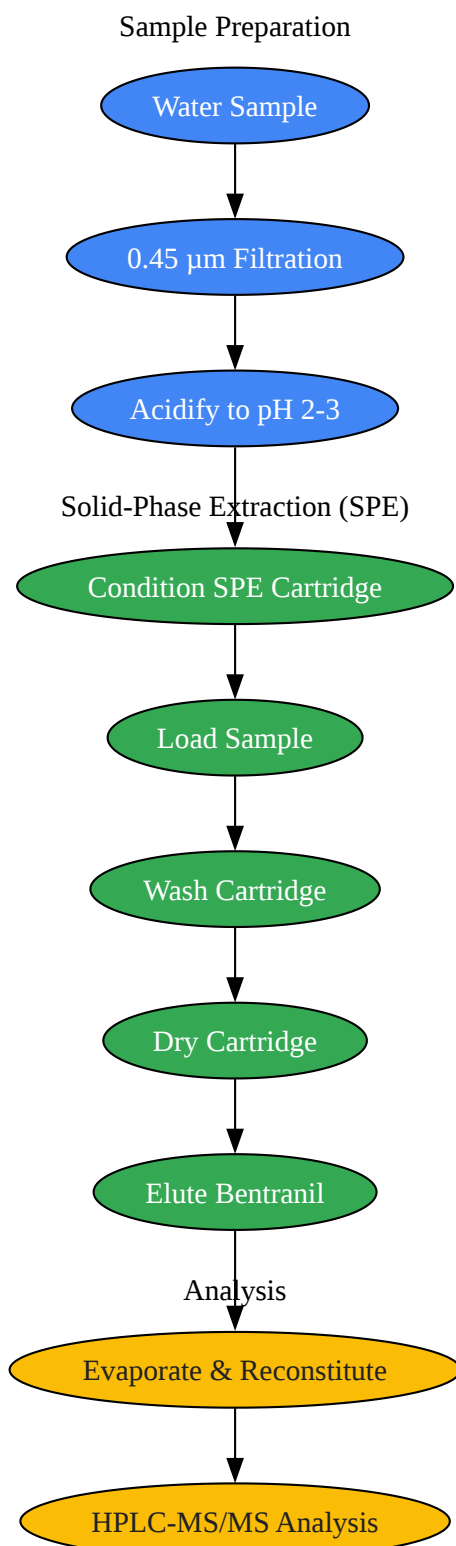 Sample Preparation
Water Sample
0.45 µm Filtration
Acidify to pH 2-3
Solid-Phase Extraction (SPE)
Condition SPE Cartridge
Load Sample
Wash Cartridge
Dry Cartridge
Elute Bentranil
Analysis
Evaporate & Reconstitute
HPLC-MS/MS Analysis